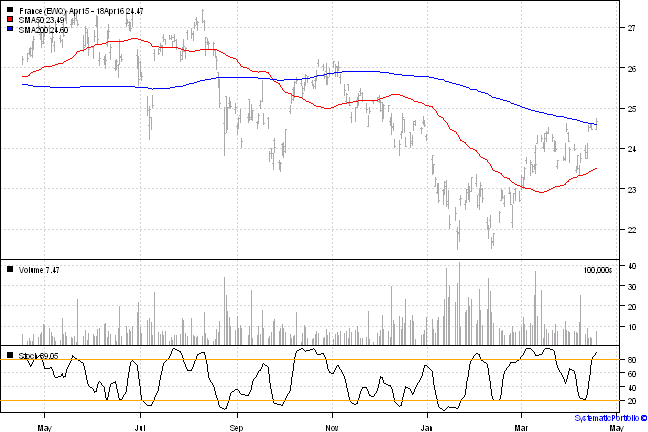 France (EWQ) Apr15 - 18Apr16 24.47
SMA50 23.49
SMA200 24.60
27
26
25
24
23
22
Volume 7.47
100,000s
40
30
20
10
Stoch 89.05
80
60
40
20
May
Jul
Sep
Nov
Jan
Mar
May
SystematicPortfolio ©